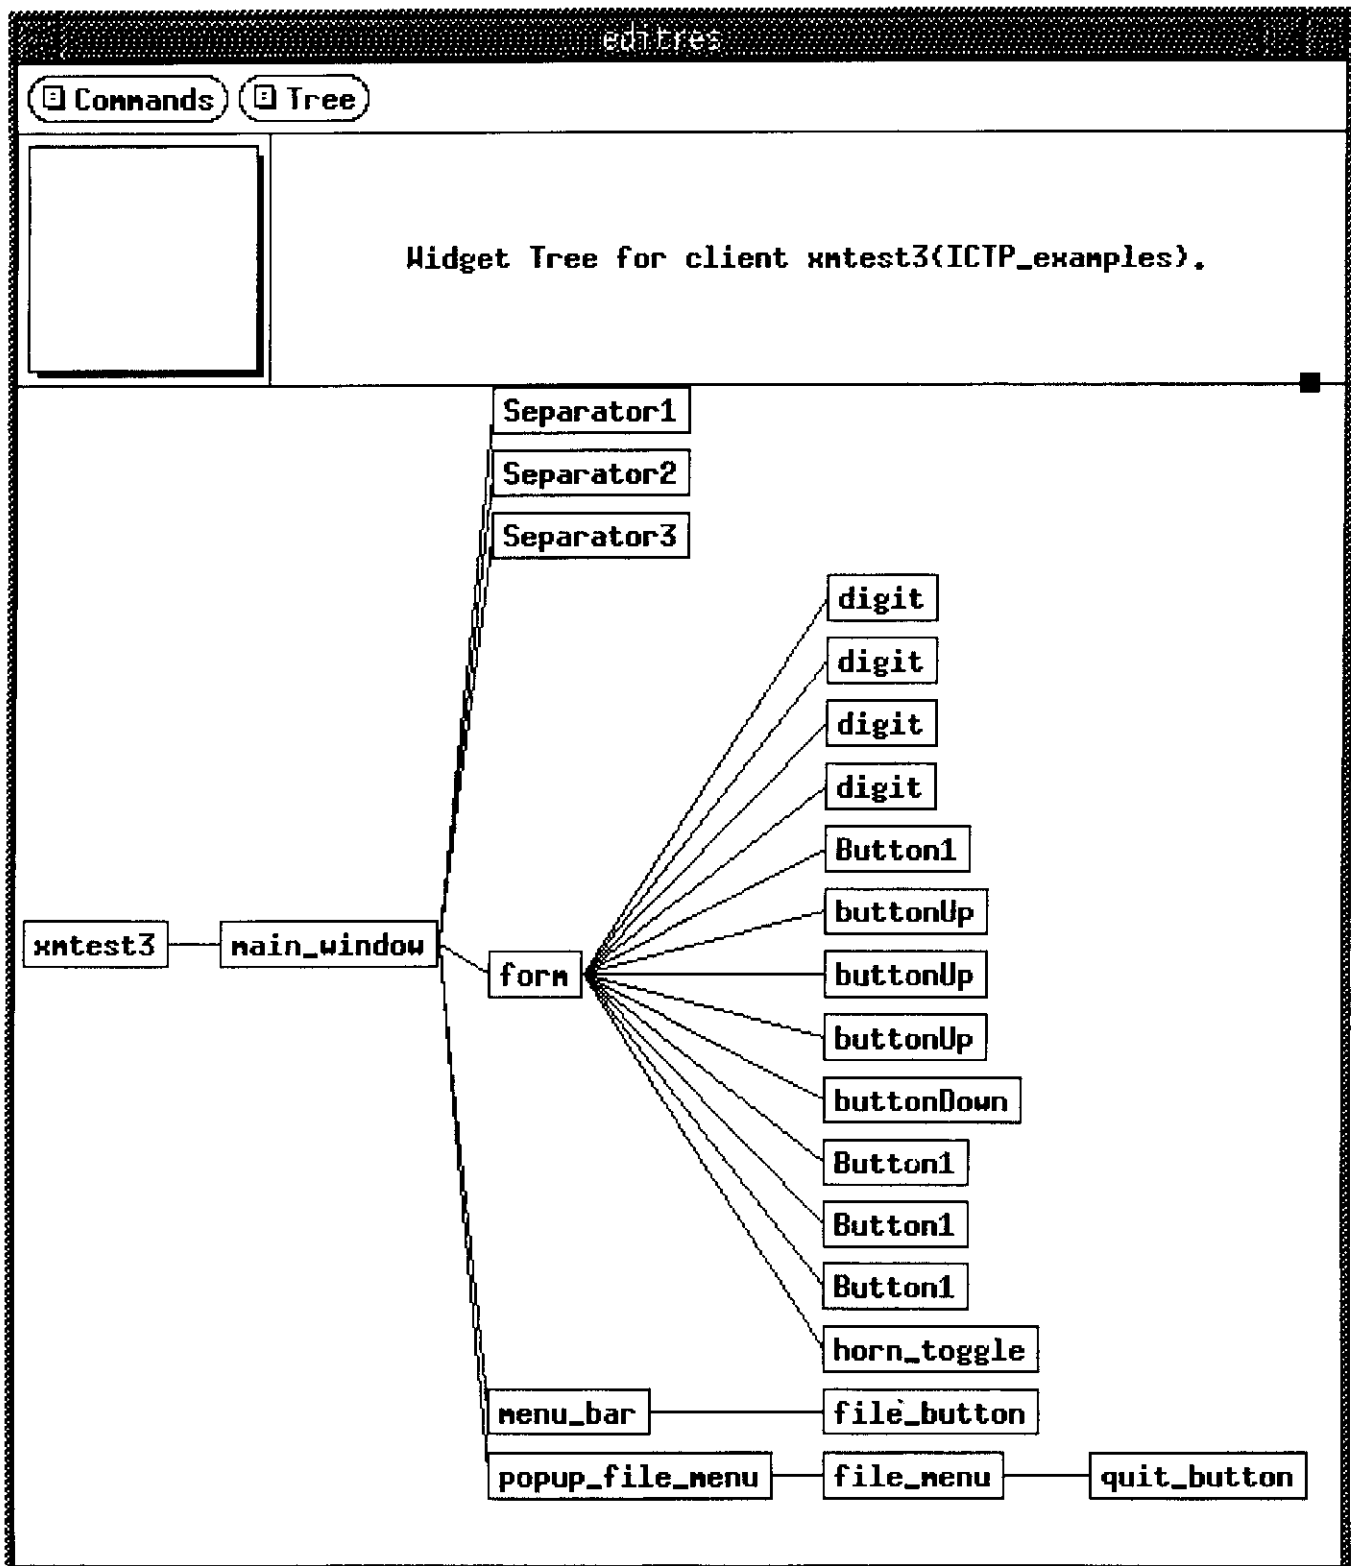 editres
Commands Tree
Widget Tree for client xmtest3(ICTP_examples).
Separator1
Separator2
Separator3
digit
digit
digit
digit
Button1
buttonUp
xmtest3 main_window
form
buttonUp
buttonUp
buttonDown
Button1
Button1
Button1
horn_toggle
menu_bar file_button
popup_file_menu file_menu quit_button